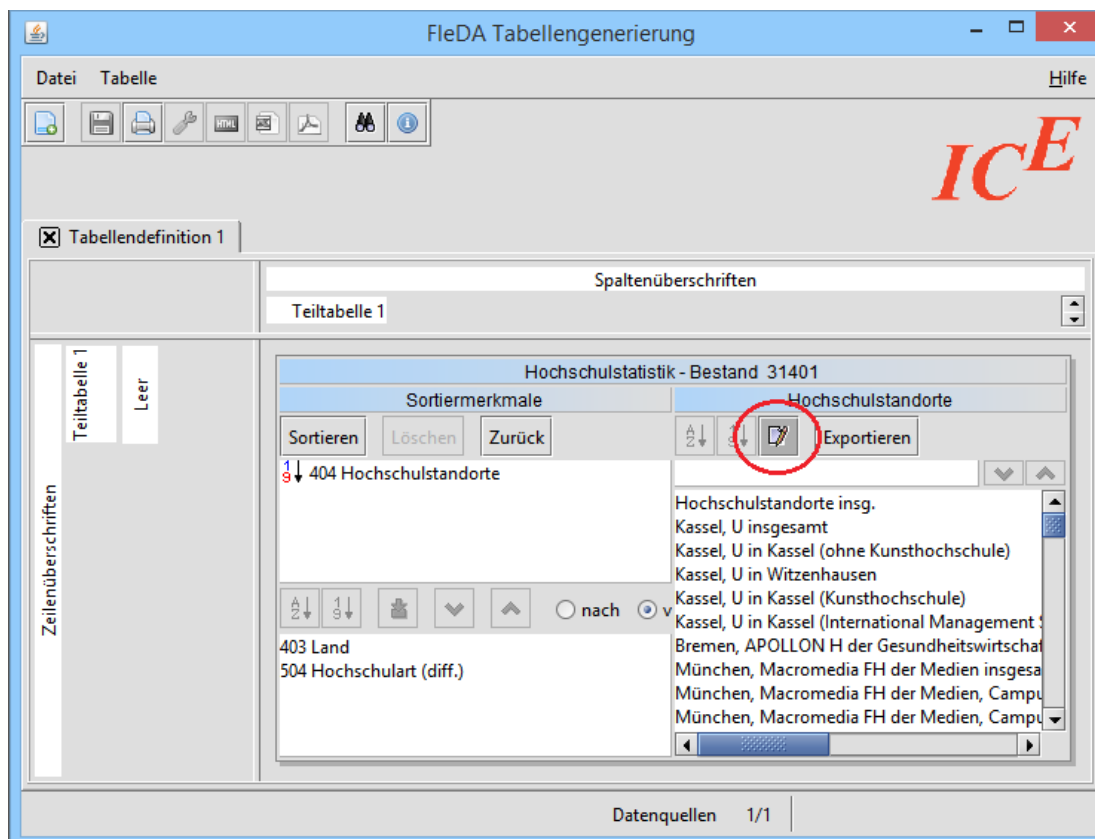 FleDA Tabellengenerierung
Datei Tabelle Hilfe
HTML
ICE
Tabellendefinition 1
Spaltenüberschriften
Teiltabelle 1
Zeilenüberschriften
Teiltabelle 1
Leer
Hochschulstatistik - Bestand 31401
Sortiermerkmale
Sortieren Löschen Zurück
404 Hochschulstandorte
nach v
403 Land
504 Hochschulart (diff.)
Hochschulstandorte
Exportieren
Hochschulstandorte insg.
Kassel, U insgesamt
Kassel, U in Kassel (ohne Kunsthochschule)
Kassel, U in Witzenhausen
Kassel, U in Kassel (Kunsthochschule)
Kassel, U in Kassel (International Management
Bremen, APOLLON H der Gesundheitswirtschaf
München, Macromedia FH der Medien insgesa
München, Macromedia FH der Medien, Campu
München, Macromedia FH der Medien, Campu
Datenquellen 1/1